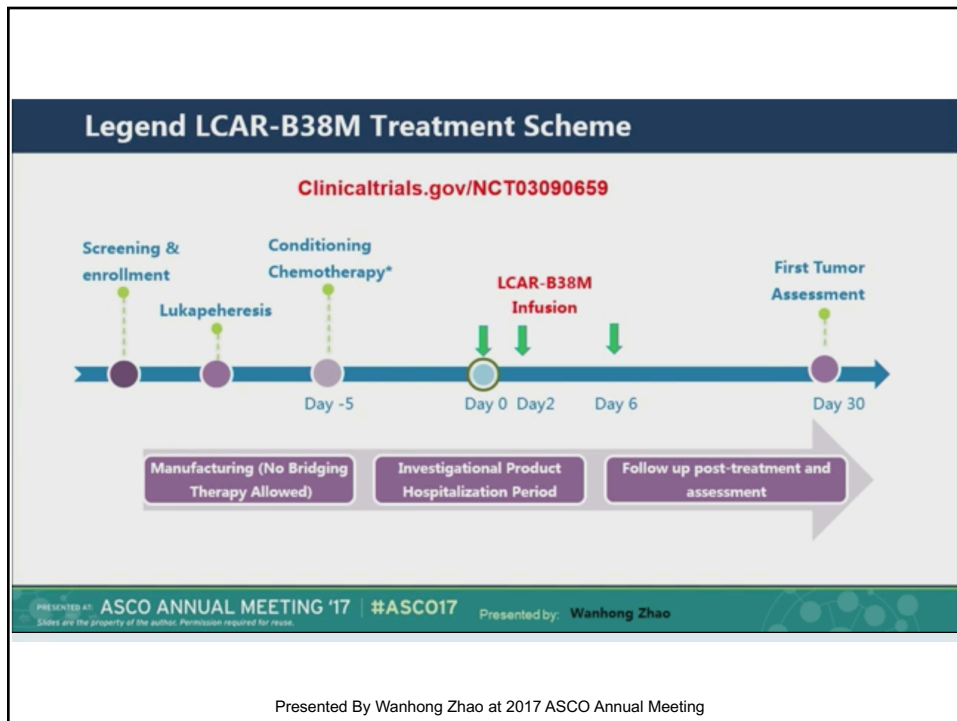 Legend LCAR-B38M Treatment Scheme
Clinicaltrials.gov/NCT03090659
Screening &
enrollment
Lukapeheresis
Conditioning
Chemotherapy*
LCAR-B38M
Infusion
First Tumor
Assessment
Day -5
Day 0
Day2
Day 6
Day 30
Manufacturing (No Bridging
Therapy Allowed)
Investigational Product
Hospitalization Period
Follow up post-treatment and
assessment
PRESENTED AT: ASCO ANNUAL MEETING '17 | #ASCO17 Presented by: Wanhong Zhao
Slides are the property of the author. Permission required for reuse.
Presented By Wanhong Zhao at 2017 ASCO Annual Meeting